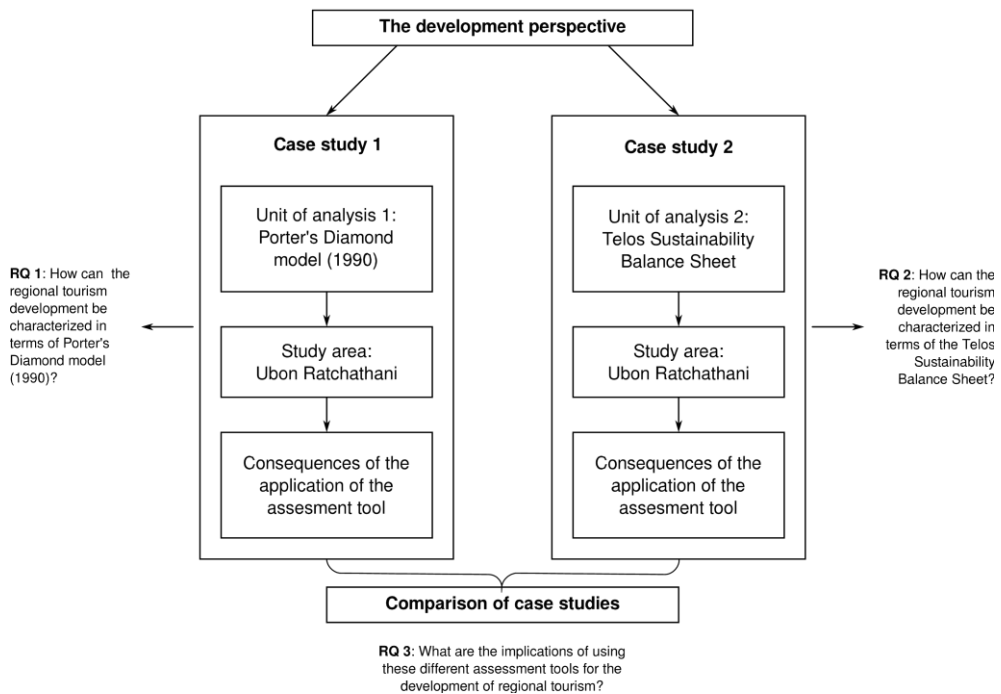 The development perspective
Case study 1
Unit of analysis 1:
Porter's Diamond
model (1990)
Study area:
Ubon Ratchathani
Consequences of the
application of the
assesment tool
Case study 2
Unit of analysis 2:
Telos Sustainability
Balance Sheet
Study area:
Ubon Ratchathani
Consequences of the
application of the
assesment tool
RQ 1: How can the
regional tourism
development be
characterized in
terms of Porter's
Diamond model
(1990)?
RQ 2: How can the
regional tourism
development be
characterized in
terms of the Telos
Sustainability
Balance Sheet?
Comparison of case studies
RQ 3: What are the implications of using
these different assessment tools for the
development of regional tourism?